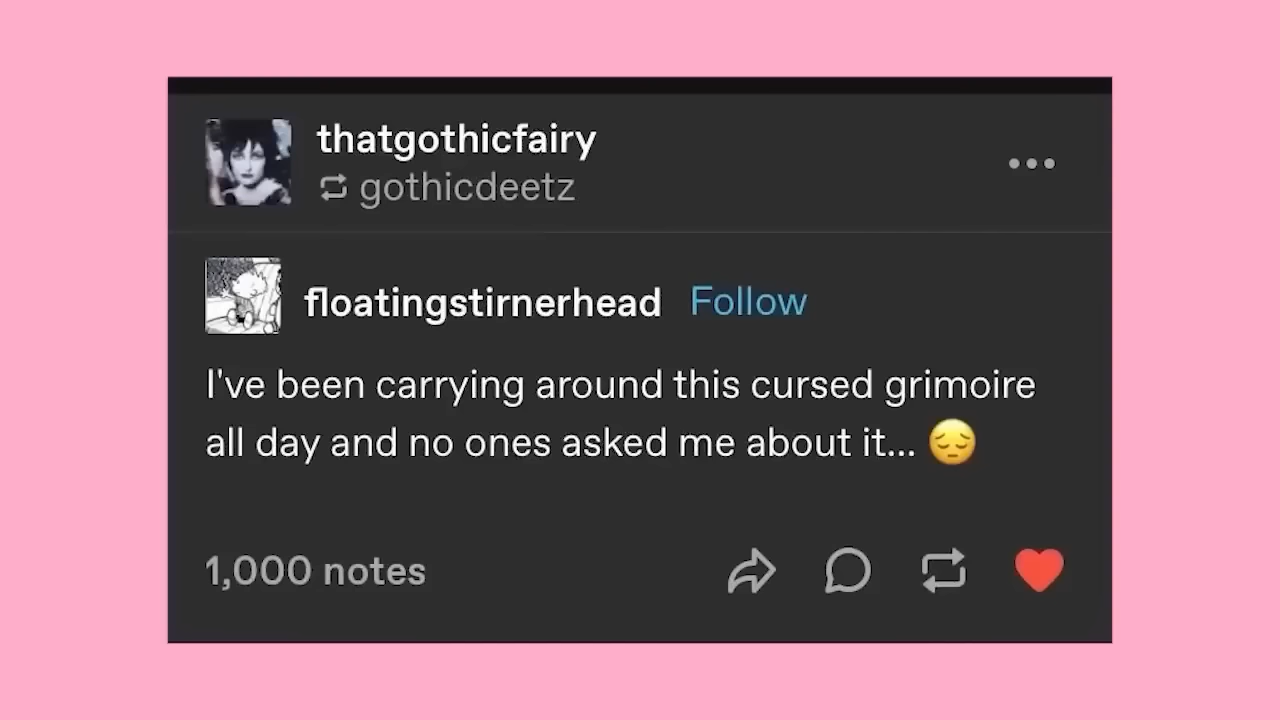 thatgothicfairy
gothicdeetz
floatingstirnerhead Follow
I've been carrying around this cursed grimoire
all day and no ones asked me about it... 😔
1,000 notes